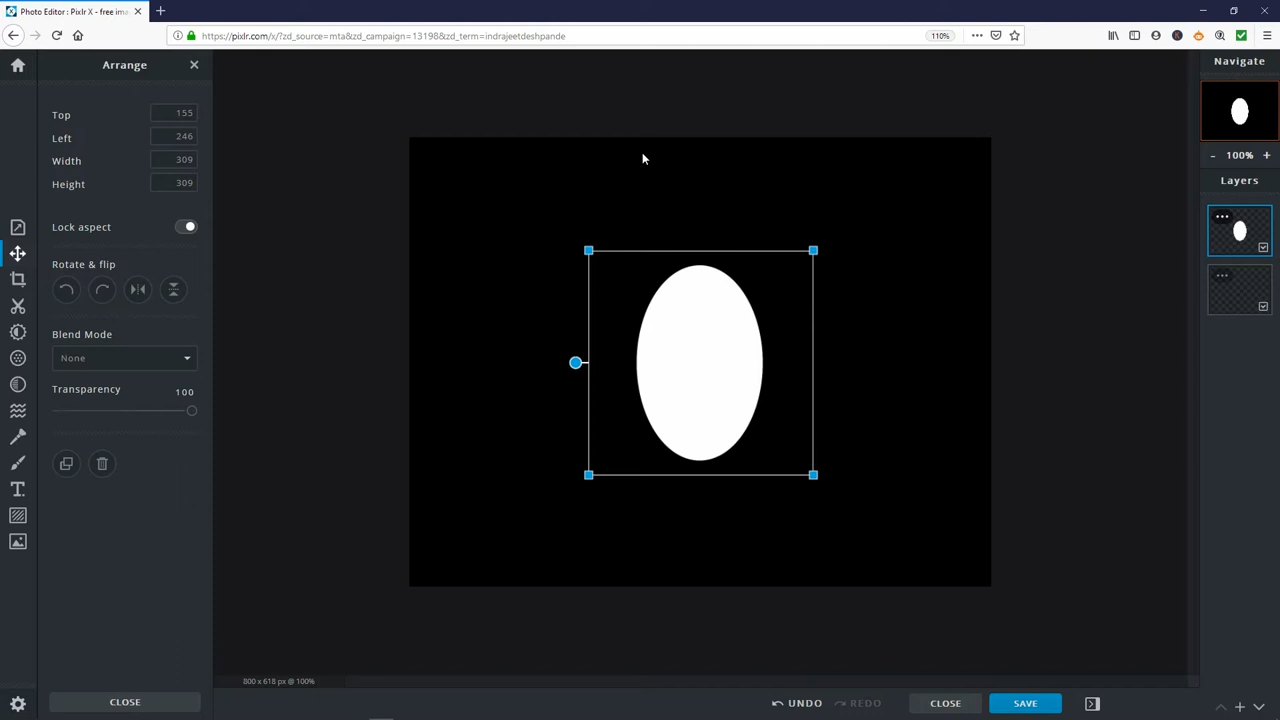 Photo Editor : Pixlr X - free ima
https://pixlr.com/x/?zd_source=mta&zd_campaign=13198&zd_term=indrajeetdeshpande
110%
Arrange
Top 155
Left 246
Width 309
Height 309
Lock aspect
Rotate & flip
Blend Mode
None
Transparency 100
CLOSE
800 x 618 px @ 100%
UNDO
REDO
CLOSE
SAVE
Navigate
- 100% +
Layers